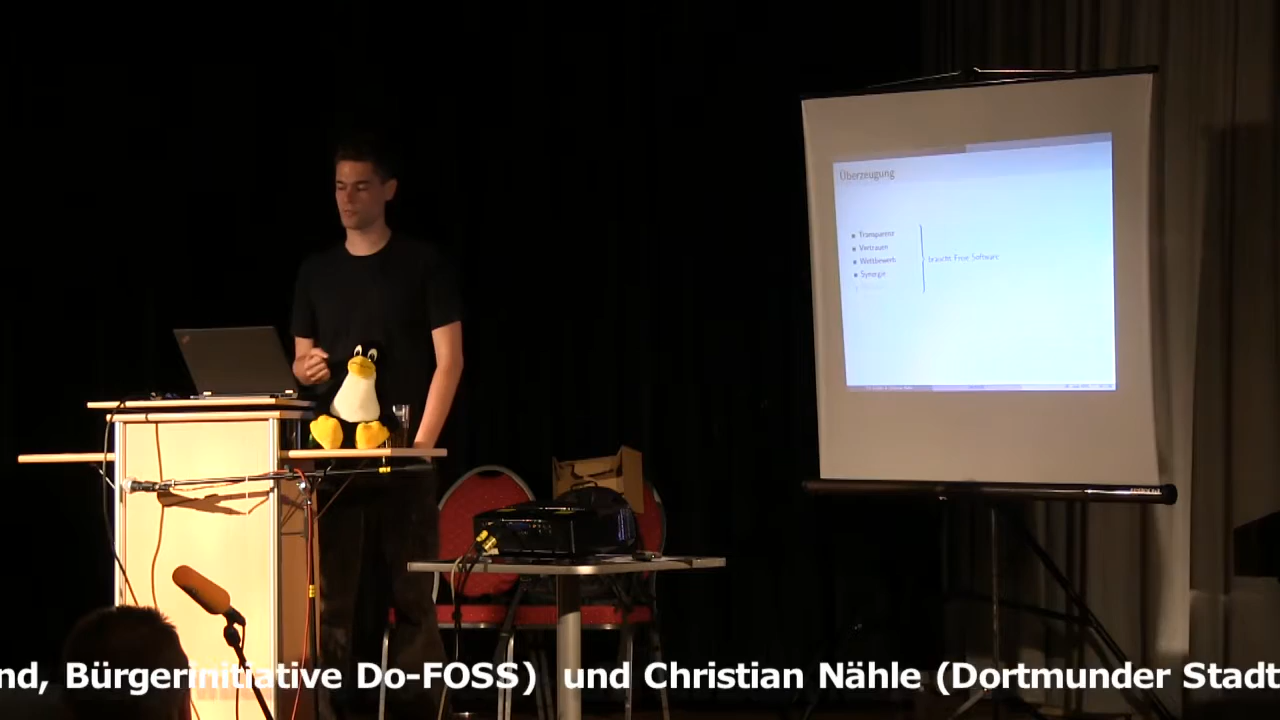 Überzeugung
Transparenz
Vertrauen
Wettbewerb
Synergie
braucht Freie Software
nd, Bürgerinitiative Do-FOSS) und Christian Nähle (Dortmunder Stadt